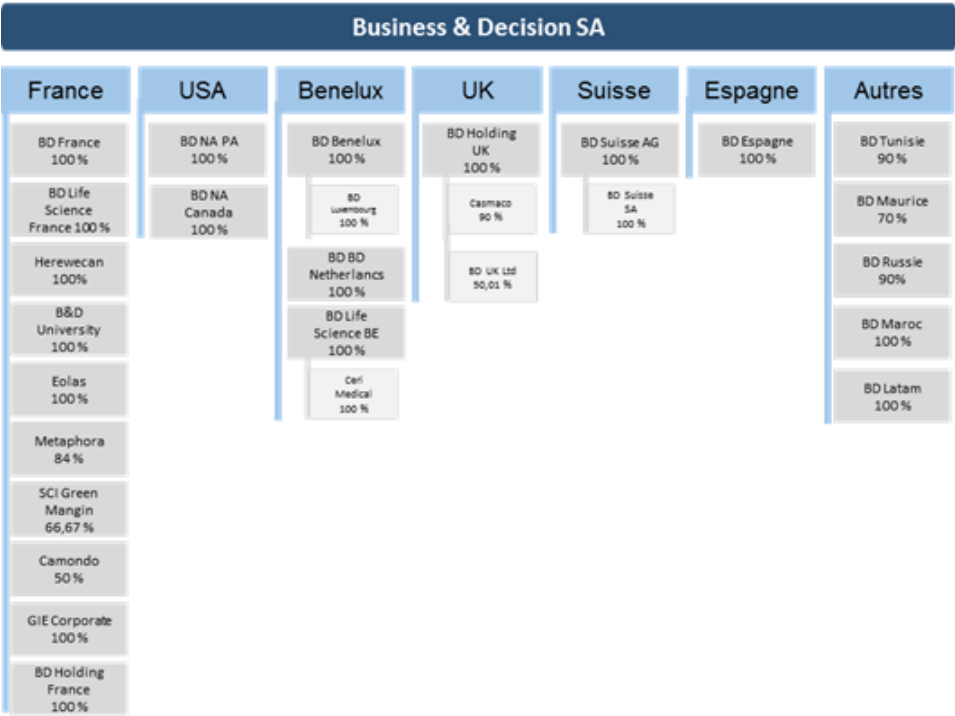 Business & Decision SA
France
BD France
100 %
BD Life
Science
France 100 %
Herewecan
100%
B&D
University
100 %
Eolas
100 %
Metaphora
84 %
SCI Green
Mangin
66,67 %
Camondo
50 %
GIE Corporate
100 %
BD Holding
France
100 %
USA
BD NA PA
100 %
BD NA
Canada
100 %
Benelux
BD Benelux
100 %
BD
Luxembourg
100 %
BD BD
Netherlancs
100 %
BD Life
Science BE
100 %
Ceri
Medical
100 %
UK
BD Holding
UK
100 %
Casmaco
90 %
BD UK Ltd
50,01 %
Suisse
BD Suisse AG
100 %
BD Suisse
SA
100 %
Espagne
BD Espagne
100 %
Autres
BD Tunisie
90 %
BD Maurice
70 %
BD Russie
90%
BD Maroc
100 %
BD Latam
100 %